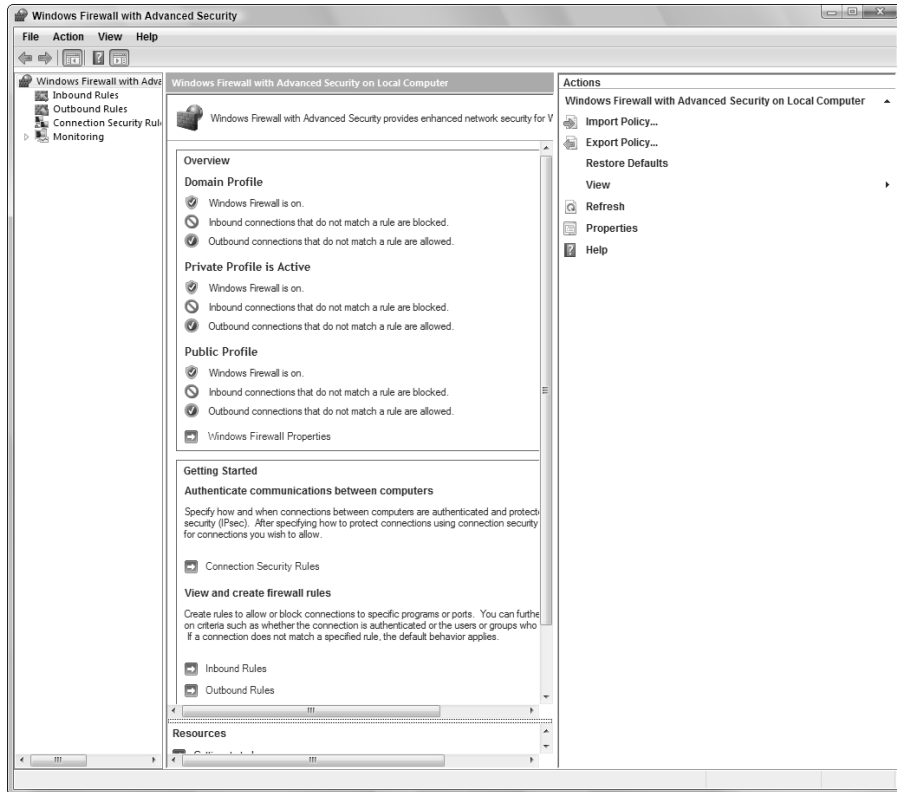 Windows Firewall with Advanced Security
File Action View Help
Windows Firewall with Adva
Inbound Rules
Outbound Rules
Connection Security Rul
Monitoring
Windows Firewall with Advanced Security on Local Computer
Windows Firewall with Advanced Security provides enhanced network security for W
Overview
Domain Profile
Windows Firewall is on.
Inbound connections that do not match a rule are blocked.
Outbound connections that do not match a rule are allowed.
Private Profile is Active
Windows Firewall is on.
Inbound connections that do not match a rule are blocked.
Outbound connections that do not match a rule are allowed.
Public Profile
Windows Firewall is on.
Inbound connections that do not match a rule are blocked.
Outbound connections that do not match a rule are allowed.
Windows Firewall Properties
Getting Started
Authenticate communications between computers
Specify how and when connections between computers are authenticated and protect
security (IPsec). After specifying how to protect connections using connection security
for connections you wish to allow.
Connection Security Rules
View and create firewall rules
Create rules to allow or block connections to specific programs or ports. You can furthe
on criteria such as whether the connection is authenticated or the users or groups who
If a connection does not match a specified rule, the default behavior applies.
Inbound Rules
Outbound Rules
Resources
Actions
Windows Firewall with Advanced Security on Local Computer
Import Policy...
Export Policy...
Restore Defaults
View
Refresh
Properties
Help